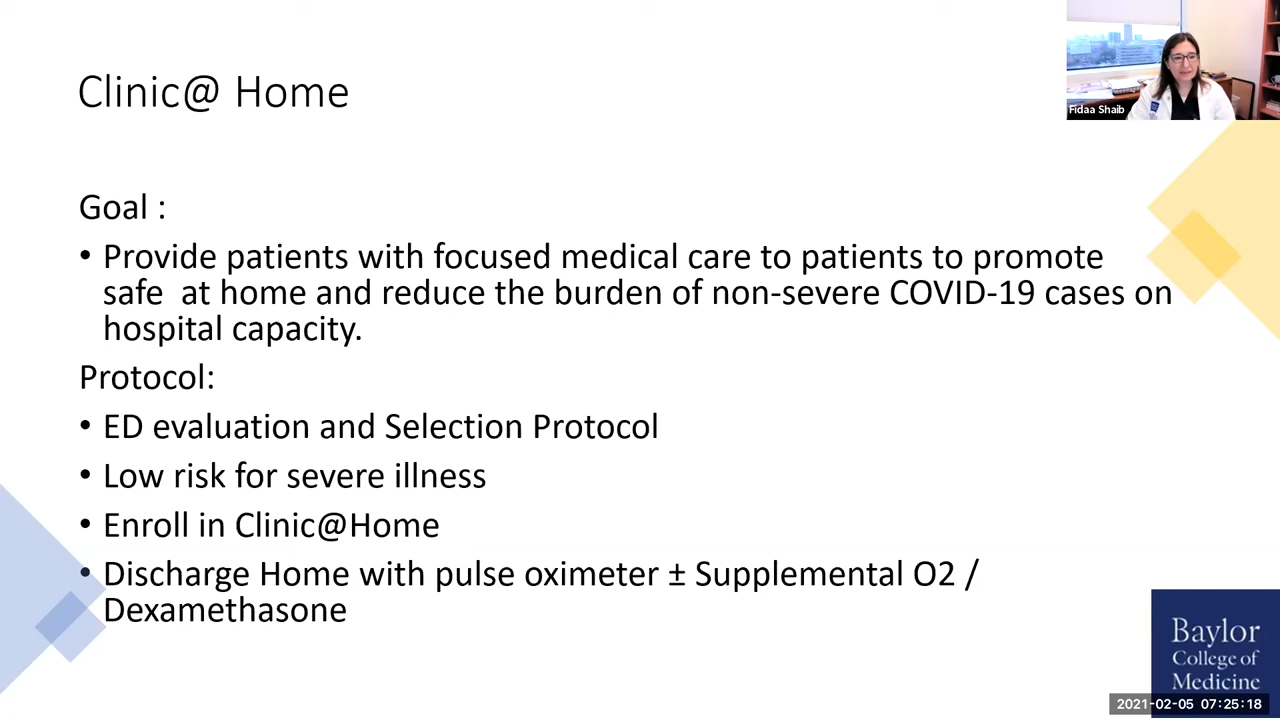 Clinic@ Home
Fidaa Shaib
Goal :
• Provide patients with focused medical care to patients to promote
safe  at home and reduce the burden of non-severe COVID-19 cases on
hospital capacity.
Protocol:
• ED evaluation and Selection Protocol
• Low risk for severe illness
• Enroll in Clinic@Home
• Discharge Home with pulse oximeter ± Supplemental O2 /
Dexamethasone
Baylor
College of
Medicine
2021-02-05 07:25:18